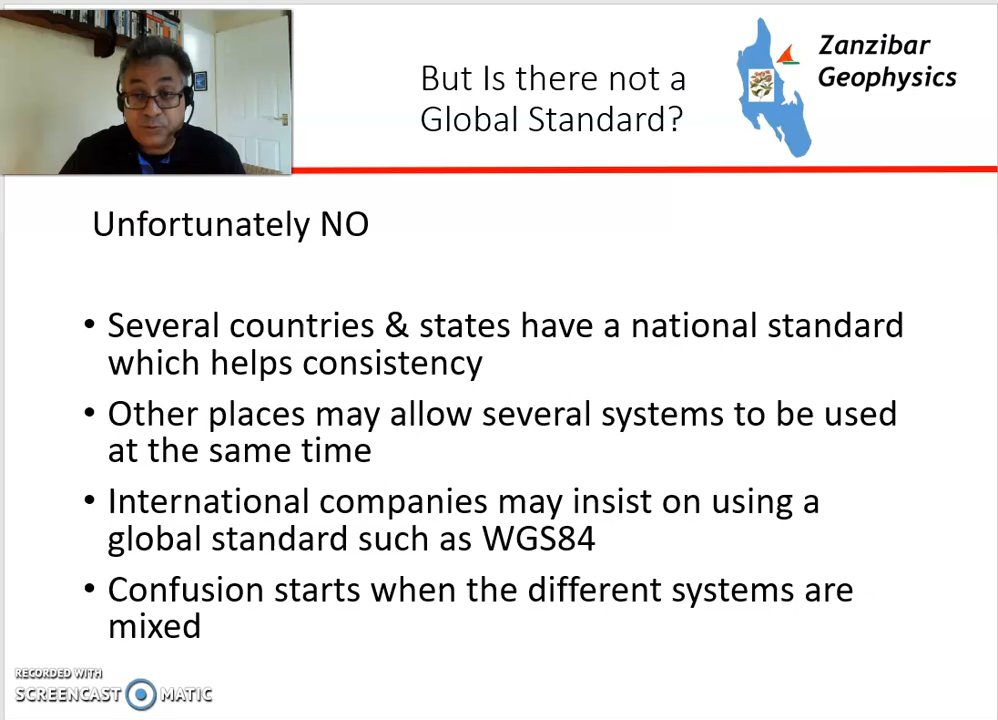 But Is there not a
Global Standard?
Zanzibar
Geophysics
Unfortunately NO
• Several countries & states have a national standard
which helps consistency
• Other places may allow several systems to be used
at the same time
• International companies may insist on using a
global standard such as WGS84
• Confusion starts when the different systems are
mixed
RECORDED WITH
SCREENCAST MATIC